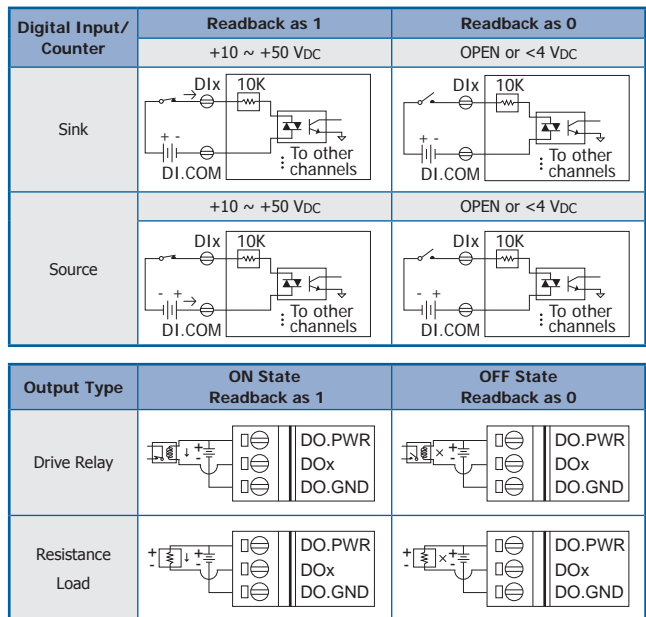 Digital Input/ Counter
Readback as 1
Readback as 0
+10 ~ +50 VDC
OPEN or <4 VDC
Sink
DIx 10K
+ -
DI.COM
To other channels
DIx 10K
+ -
DI.COM
To other channels
Source
+10 ~ +50 VDC
OPEN or <4 VDC
DIx 10K
- +
DI.COM
To other channels
DIx 10K
- +
DI.COM
To other channels
Output Type
ON State
Readback as 1
OFF State
Readback as 0
Drive Relay
+
-
DO.PWR
DOx
DO.GND
+
-
DO.PWR
DOx
DO.GND
Resistance
Load
+ +
- -
DO.PWR
DOx
DO.GND
+ +
- -
DO.PWR
DOx
DO.GND